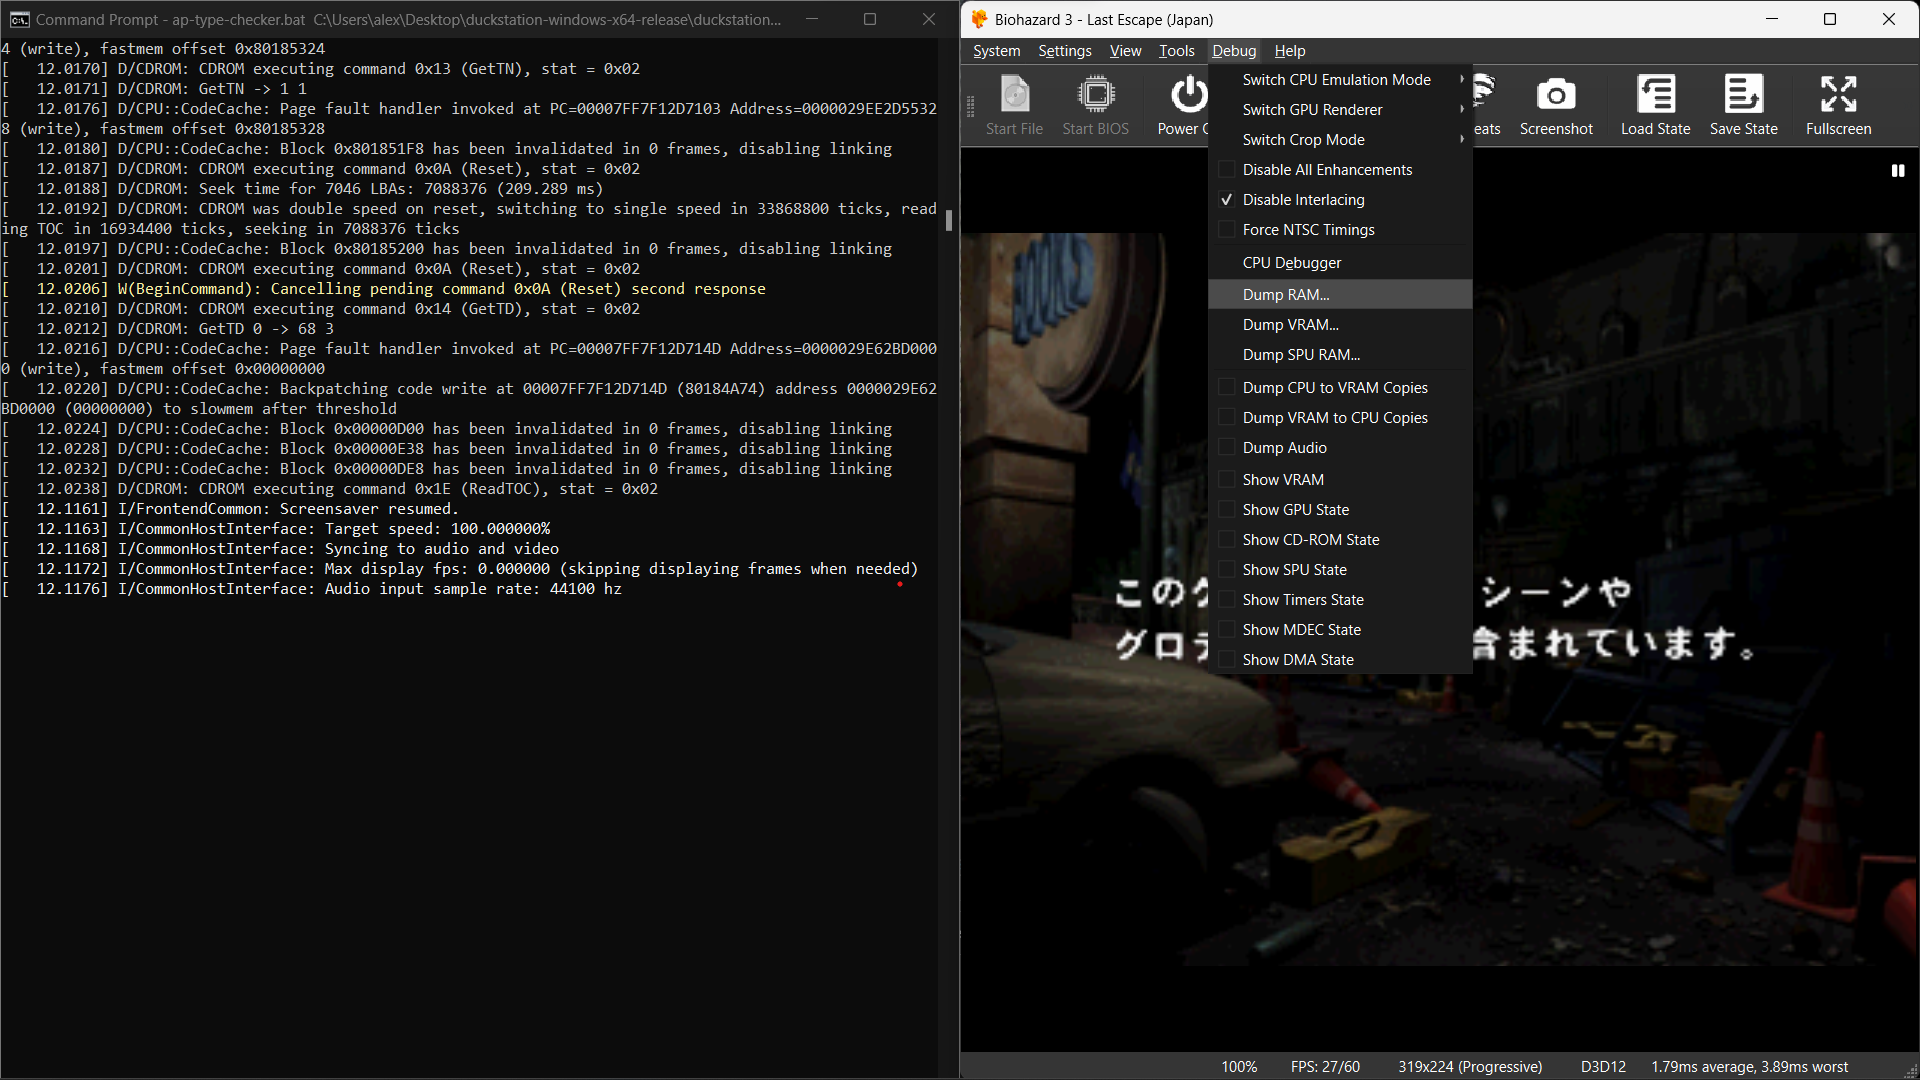 Command Prompt - ap-type-checker.bat  C:\Users\alex\Desktop\duckstation-windows-x64-release\duckstation...
4 (write), fastmem offset 0x80185324
[   12.0170] D/CDROM: CDROM executing command 0x13 (GetTN), stat = 0x02
[   12.0171] D/CDROM: GetTN -> 1 1
[   12.0176] D/CPU::CodeCache: Page fault handler invoked at PC=00007FF7F12D7103 Address=0000029EE2D5532
8 (write), fastmem offset 0x80185328
[   12.0180] D/CPU::CodeCache: Block 0x801851F8 has been invalidated in 0 frames, disabling linking
[   12.0187] D/CDROM: CDROM executing command 0x0A (Reset), stat = 0x02
[   12.0188] D/CDROM: Seek time for 7046 LBAs: 7088376 (209.289 ms)
[   12.0192] D/CDROM: CDROM was double speed on reset, switching to single speed in 33868800 ticks, read
ing TOC in 16934400 ticks, seeking in 7088376 ticks
[   12.0197] D/CPU::CodeCache: Block 0x80185200 has been invalidated in 0 frames, disabling linking
[   12.0201] D/CDROM: CDROM executing command 0x0A (Reset), stat = 0x02
[   12.0206] W(BeginCommand): Cancelling pending command 0x0A (Reset) second response
[   12.0210] D/CDROM: CDROM executing command 0x14 (GetTD), stat = 0x02
[   12.0212] D/CDROM: GetTD 0 -> 68 3
[   12.0216] D/CPU::CodeCache: Page fault handler invoked at PC=00007FF7F12D714D Address=0000029E62BD000
0 (write), fastmem offset 0x00000000
[   12.0220] D/CPU::CodeCache: Backpatching code write at 00007FF7F12D714D (80184A74) address 0000029E62
BD0000 (00000000) to slowmem after threshold
[   12.0224] D/CPU::CodeCache: Block 0x00000D00 has been invalidated in 0 frames, disabling linking
[   12.0228] D/CPU::CodeCache: Block 0x00000E38 has been invalidated in 0 frames, disabling linking
[   12.0232] D/CPU::CodeCache: Block 0x00000DE8 has been invalidated in 0 frames, disabling linking
[   12.0238] D/CDROM: CDROM executing command 0x1E (ReadTOC), stat = 0x02
[   12.1161] I/FrontendCommon: Screensaver resumed.
[   12.1163] I/CommonHostInterface: Target speed: 100.000000%
[   12.1168] I/CommonHostInterface: Syncing to audio and video
[   12.1172] I/CommonHostInterface: Max display fps: 0.000000 (skipping displaying frames when needed)
[   12.1176] I/CommonHostInterface: Audio input sample rate: 44100 hz
Biohazard 3 - Last Escape (Japan)
System Settings View Tools Debug Help
Start File Start BIOS Power O eats Screenshot Load State Save State Fullscreen
Switch CPU Emulation Mode
Switch GPU Renderer
Switch Crop Mode
Disable All Enhancements
Disable Interlacing
Force NTSC Timings
CPU Debugger
Dump RAM...
Dump VRAM...
Dump SPU RAM...
Dump CPU to VRAM Copies
Dump VRAM to CPU Copies
Dump Audio
Show VRAM
Show GPU State
Show CD-ROM State
Show SPU State
Show Timers State
Show MDEC State
Show DMA State
この シーンや
グロ 含まれています。
100% FPS: 27/60 319x224 (Progressive) D3D12 1.79ms average, 3.89ms worst